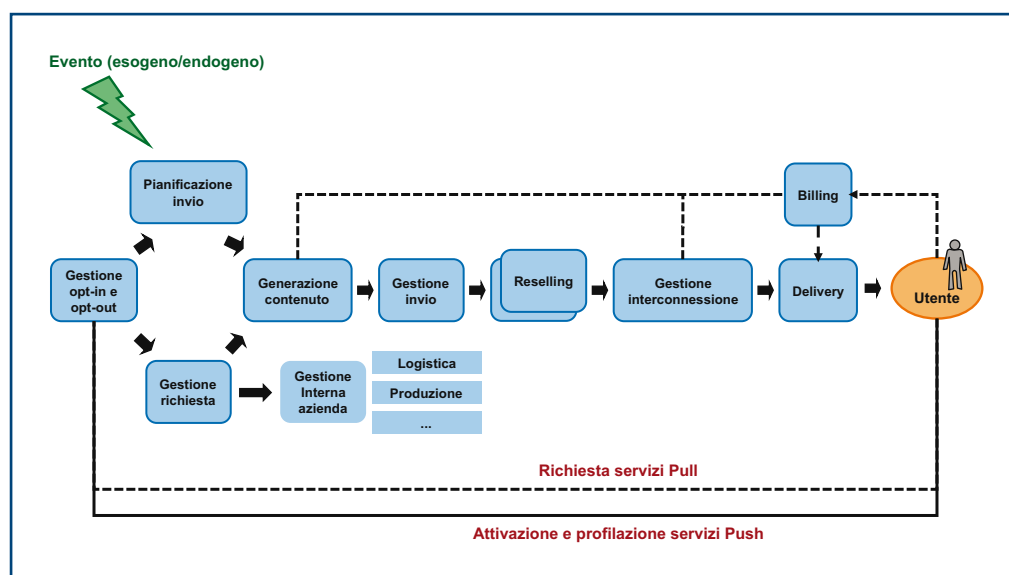 Evento (esogeno/endogeno)
Pianificazione
invio
Billing
Gestione
opt-in e
opt-out
Generazione
contenuto
Gestione
invio
Reselling
Gestione
interconnessione
Delivery
Utente
Gestione
richiesta
Gestione
Interna
azienda
Logistica
Produzione
...
Richiesta servizi Pull
Attivazione e profilazione servizi Push